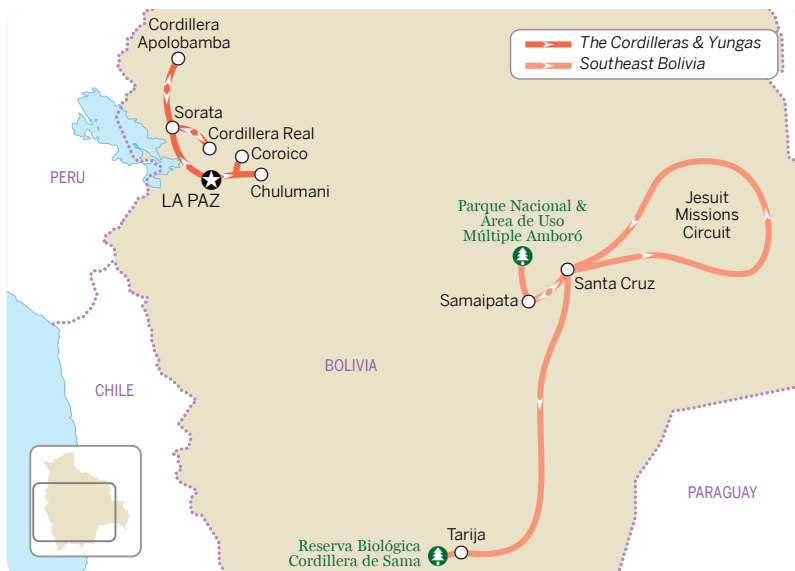 Cordillera
Apolobamba
The Cordilleras & Yungas
Southeast Bolivia
Sorata
Cordillera Real
Coroico
PERU
Chulumani
LA PAZ
Parque Nacional &
Área de Uso
Múltiple Amboró
Jesuit
Missions
Circuit
Santa Cruz
Samaipata
BOLIVIA
CHILE
PARAGUAY
Tarija
Reserva Biológica
Cordillera de Sama